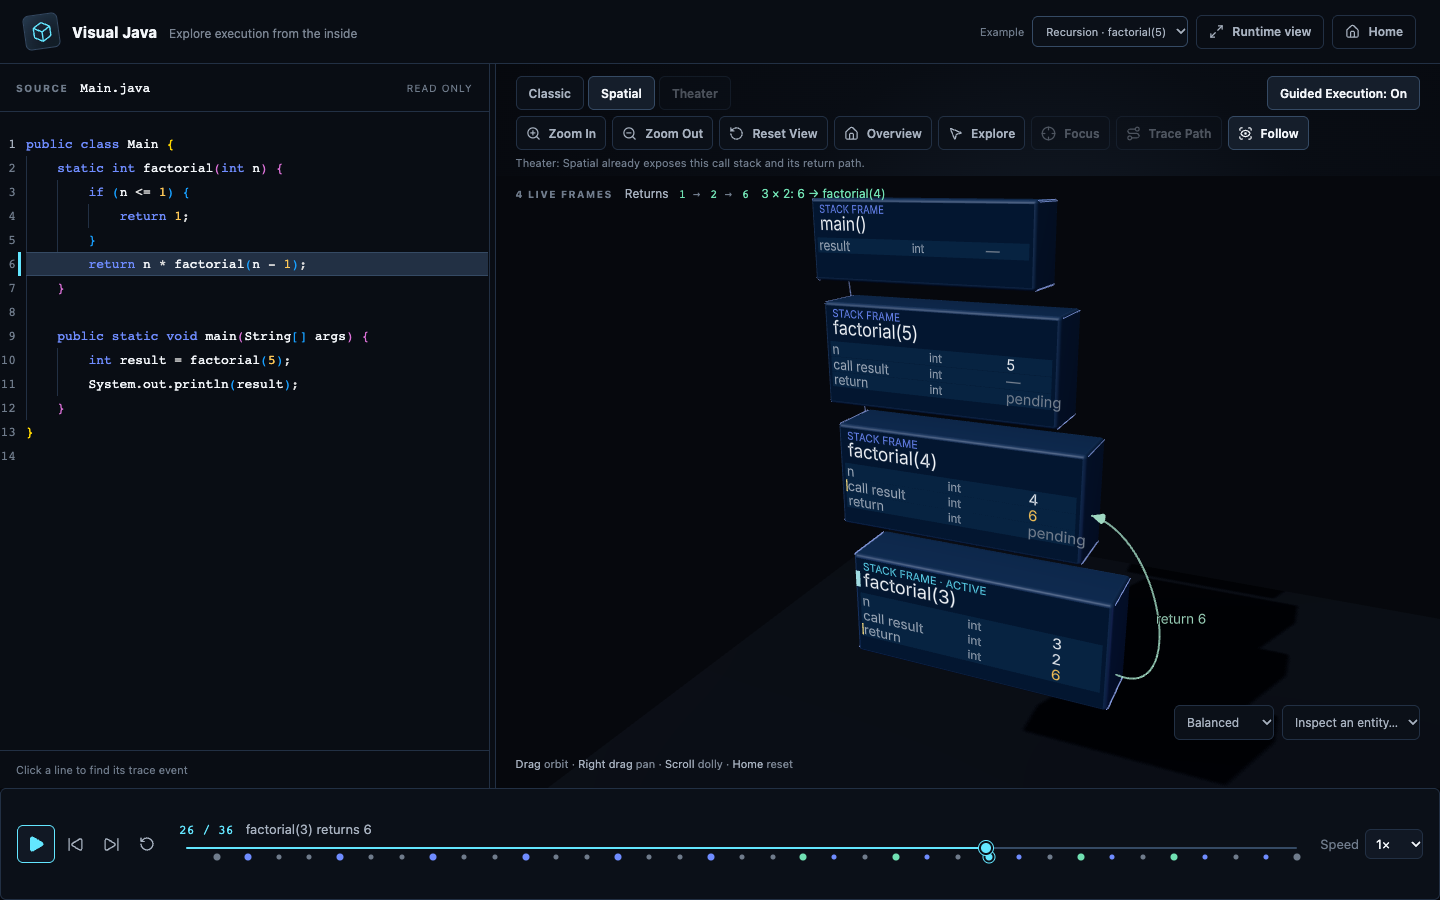 Visual Java Explore execution from the inside
Example Recursion · factorial(5) Runtime view Home
SOURCE Main.java READ ONLY
1 public class Main {
2 static int factorial(int n) {
3 if (n <= 1) {
4 return 1;
5 }
6 return n * factorial(n - 1);
7 }
8
9 public static void main(String[] args) {
10 int result = factorial(5);
11 System.out.println(result);
12 }
13 }
14
Click a line to find its trace event
Classic Spatial Theater Guided Execution: On
Zoom In Zoom Out Reset View Overview Explore Focus Trace Path Follow
Theater: Spatial already exposes this call stack and its return path.
4 LIVE FRAMES Returns 1 → 2 → 6 3 × 2: 6 → factorial(4)
STACK FRAME
main()
result int —
STACK FRAME
factorial(5)
n int 5
call result int —
return int pending
STACK FRAME
factorial(4)
n int 4
call result int 6
return int pending
STACK FRAME · ACTIVE
factorial(3)
n int 3
call result int 2
return int 6
return 6
Balanced Inspect an entity...
Drag orbit · Right drag pan · Scroll dolly · Home reset
26 / 36 factorial(3) returns 6
Speed 1×